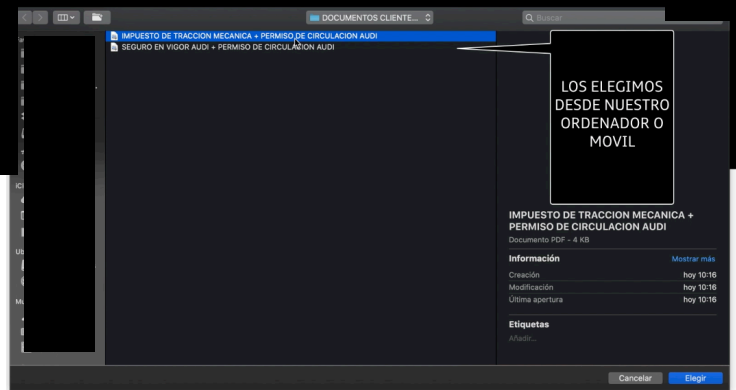 DOCUMENTOS CLIENTE...
Buscar
IMPUESTO DE TRACCION MECANICA + PERMISO DE CIRCULACION AUDI
SEGURO EN VIGOR AUDI + PERMISO DE CIRCULACION AUDI
LOS ELEGIMOS
DESDE NUESTRO
ORDENADOR O
MOVIL
iCl
Ub
Mu
IMPUESTO DE TRACCION MECANICA +
PERMISO DE CIRCULACION AUDI
Documento PDF - 4 KB
Información Mostrar más
Creación hoy 10:16
Modificación hoy 10:16
Última apertura hoy 10:16
Etiquetas
Añadir...
Cancelar Elegir